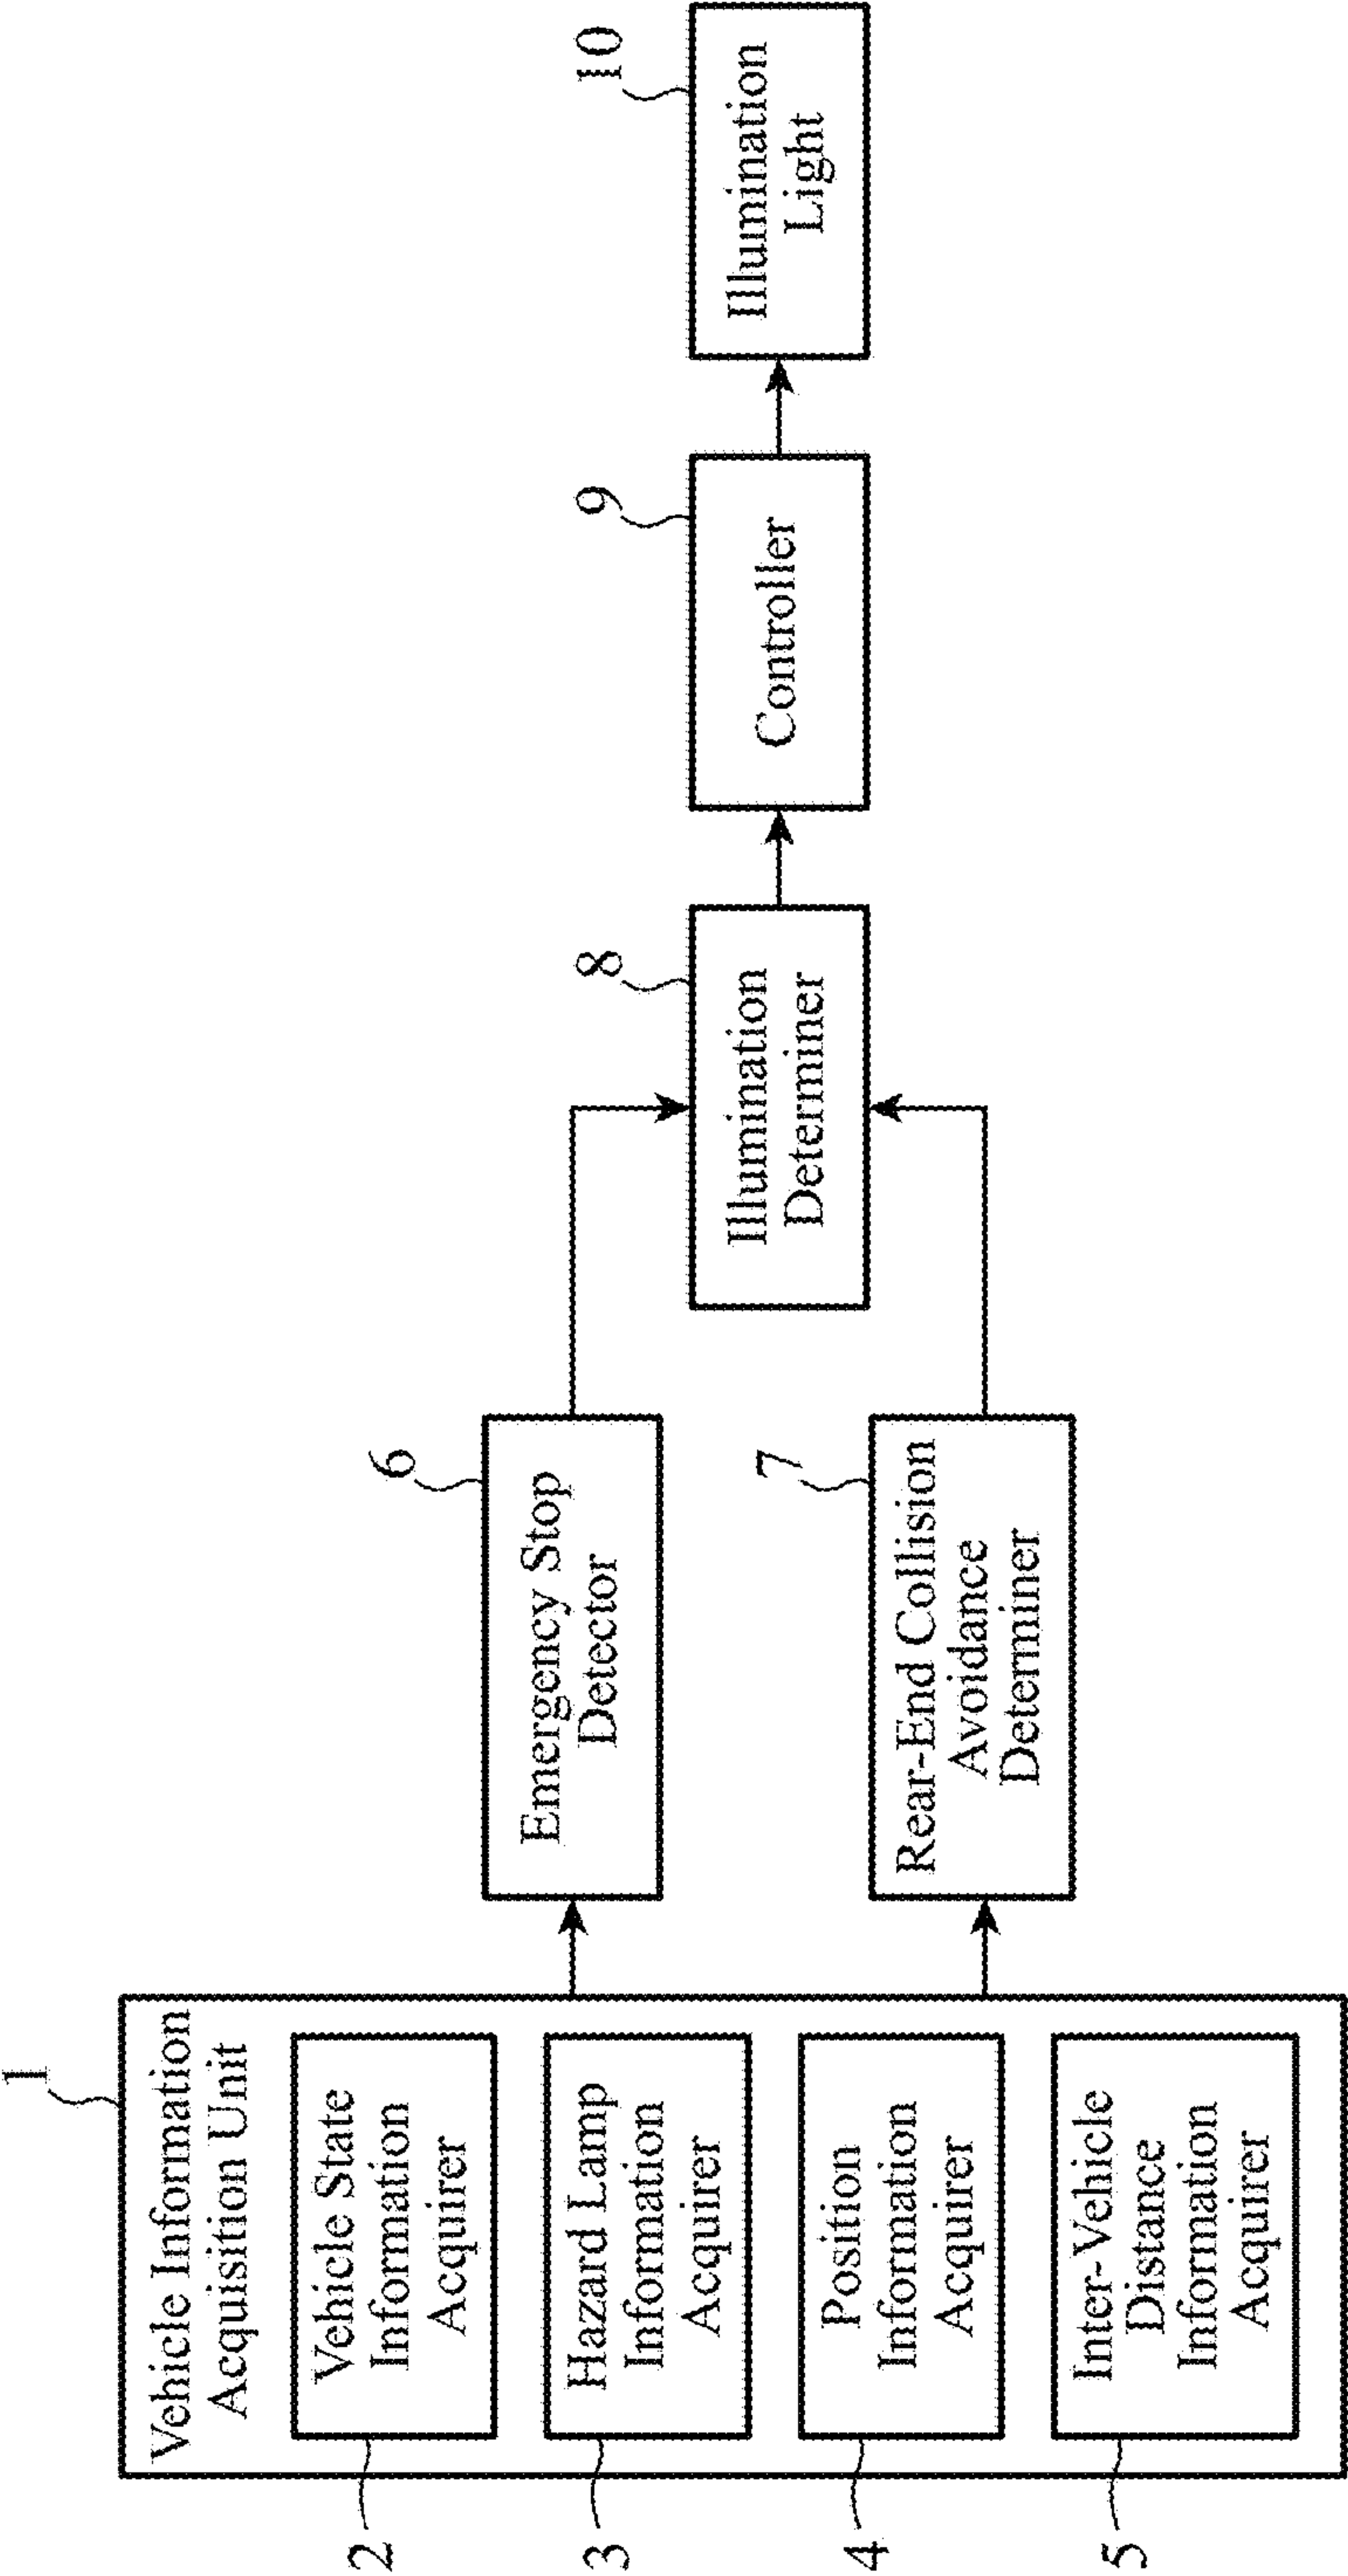 1
Vehicle Information
Acquisition Unit
2
Vehicle State
Information
Acquirer
3
Hazard Lamp
Information
Acquirer
4
Position
Information
Acquirer
5
Inter-Vehicle
Distance
Information
Acquirer
6
Emergency Stop
Detector
7
Rear-End Collision
Avoidance
Determiner
8
Illumination
Determiner
9
Controller
10
Illumination
Light